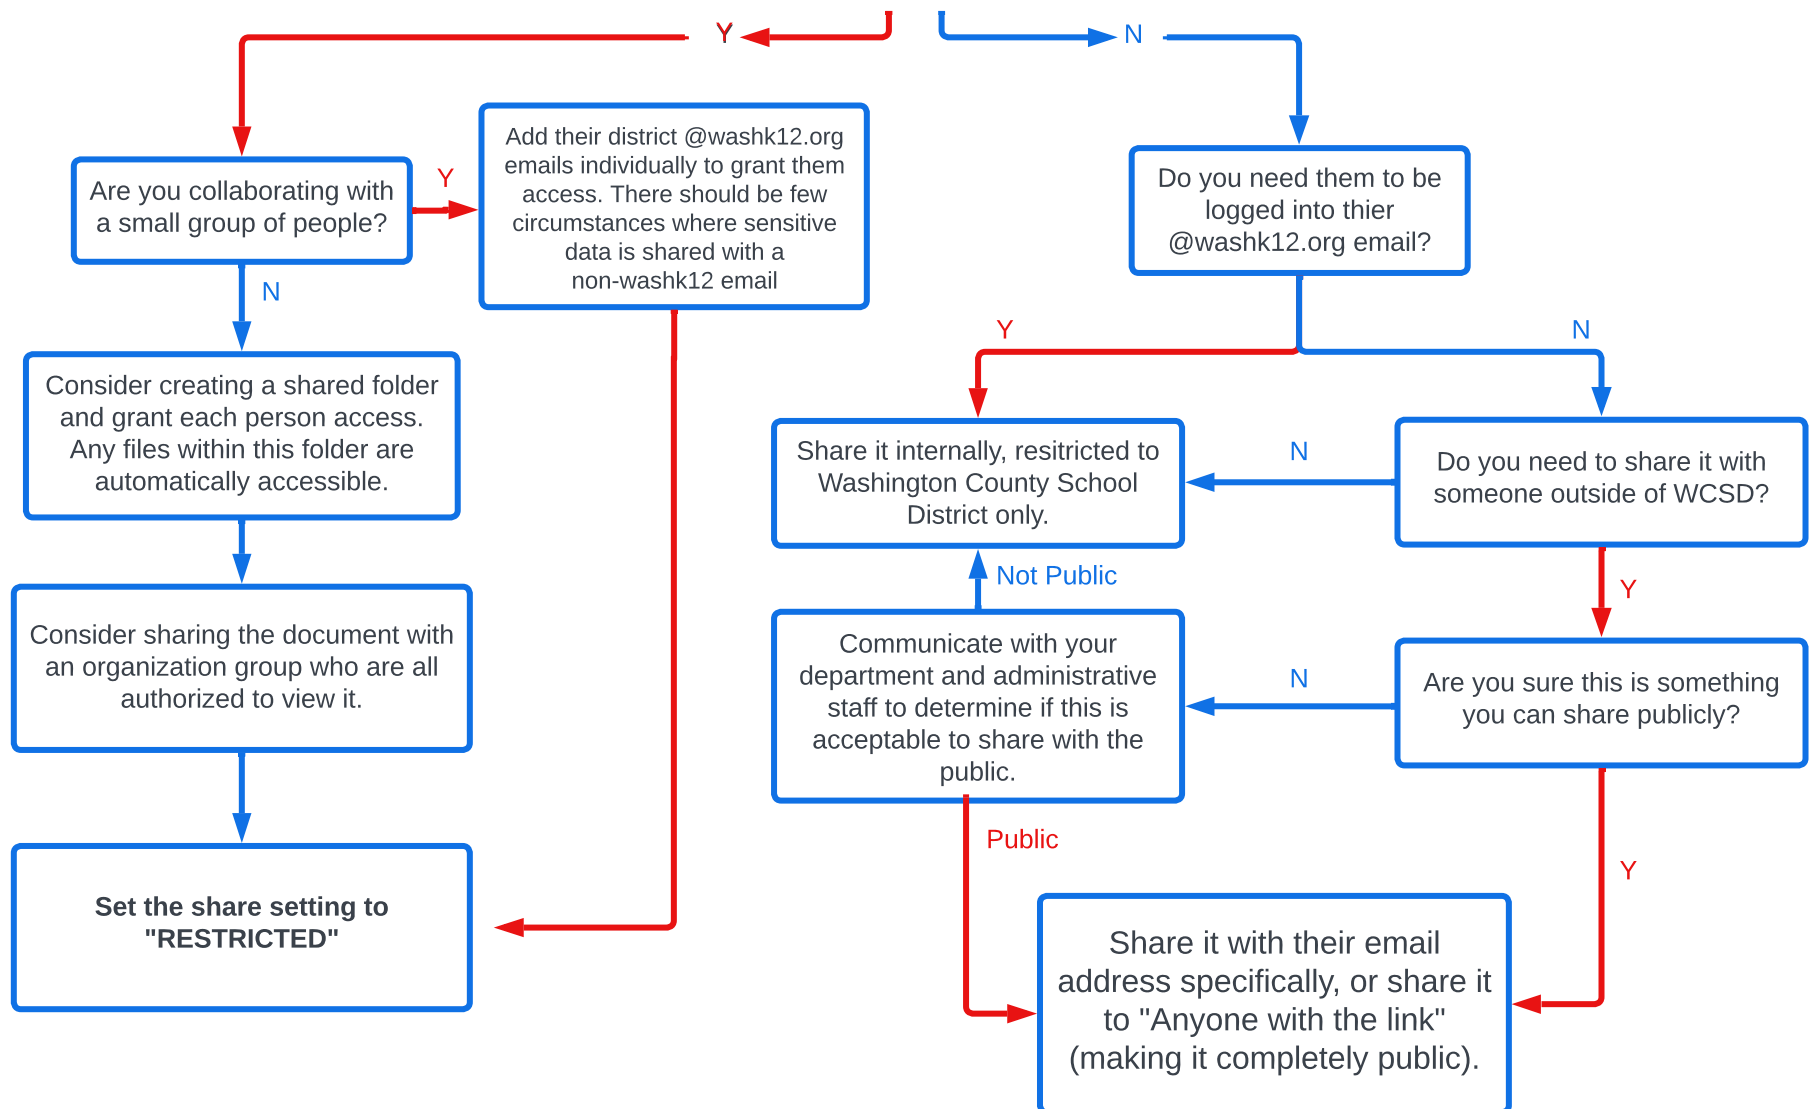 Y
N
Add their district @washk12.org
emails individually to grant them
access. There should be few
circumstances where sensitive
data is shared with a
non-washk12 email
Are you collaborating with
a small group of people?
Y
Do you need them to be
logged into thier
@washk12.org email?
N
Y
N
Consider creating a shared folder
and grant each person access.
Any files within this folder are
automatically accessible.
Share it internally, resitricted to
Washington County School
District only.
N
Do you need to share it with
someone outside of WCSD?
Not Public
Y
Consider sharing the document with
an organization group who are all
authorized to view it.
Communicate with your
department and administrative
staff to determine if this is
acceptable to share with the
public.
N
Are you sure this is something
you can share publicly?
Public
Y
Set the share setting to
"RESTRICTED"
Share it with their email
address specifically, or share it
to "Anyone with the link"
(making it completely public).